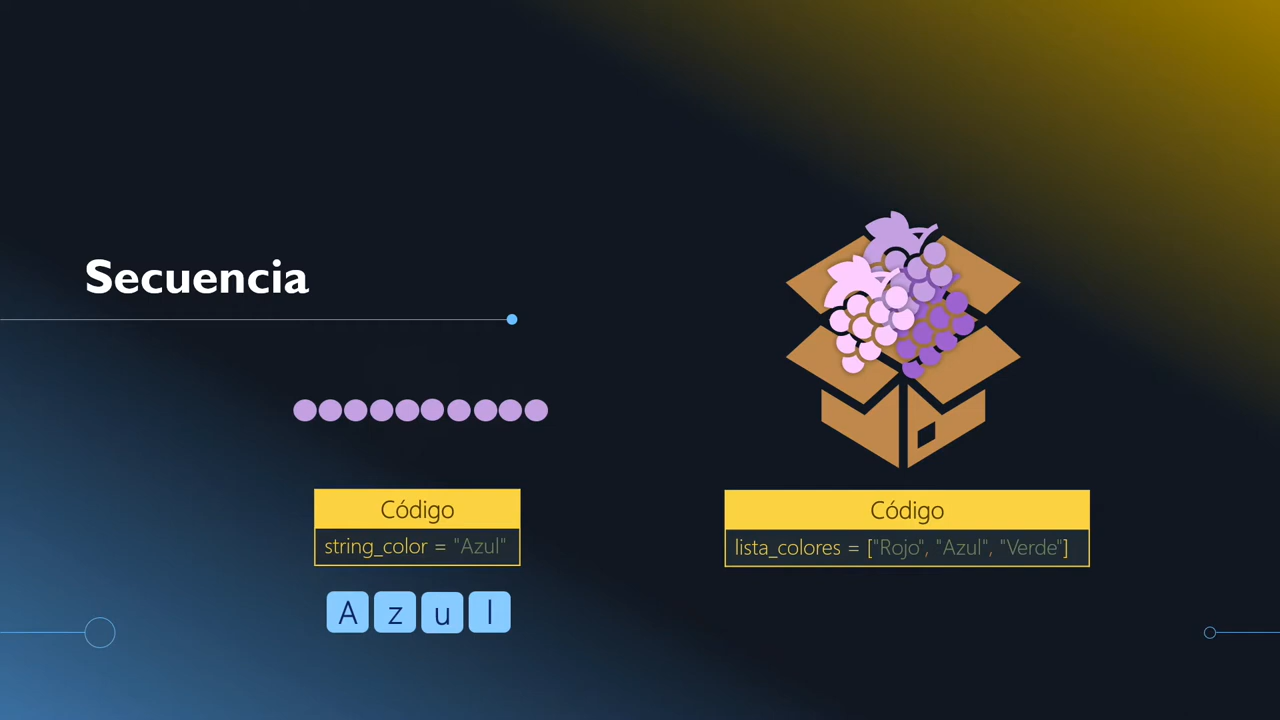 Secuencia
Código
string_color = "Azul"
A z u l
Código
lista_colores = ["Rojo", "Azul", "Verde"]